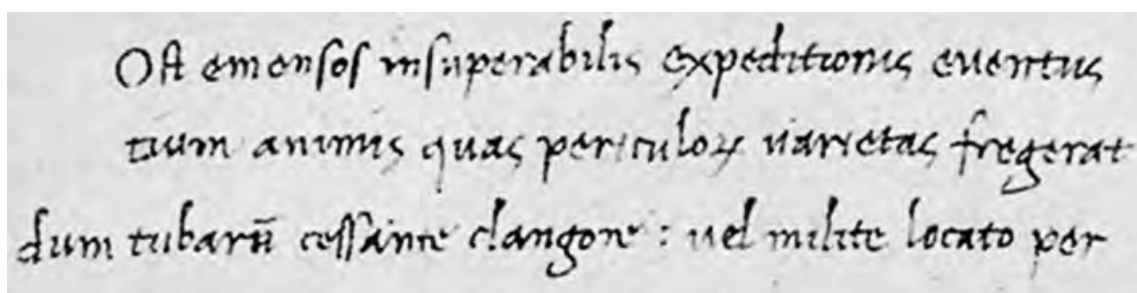 Oſt emenſoſ inſuperabilis expeditionis euentus
tium animis quas periculoꝝ uarietas fregerat
dum tubarū ceſſante clangore : uel milite locato per